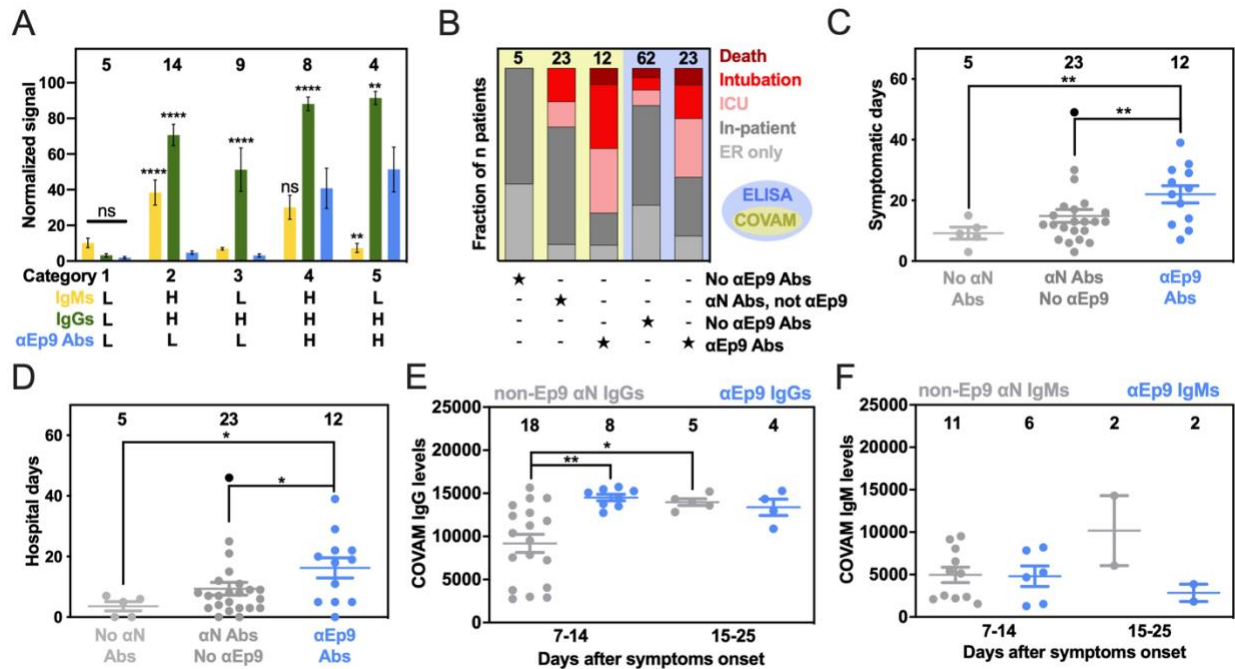 A
5 14 9 8 4
Normalized signal
100
80
60
40
20
0
ns
****
****
****
ns
****
**
**
Category 1 2 3 4 5
IgMs L H L H L
IgGs L H H H H
αEp9 Abs L L L H H
B
5 23 12 62 23
Fraction of n patients
Death
Intubation
ICU
In-patient
ER only
ELISA
COVAM
★ - - - - No αEp9 Abs
- ★ - - - αN Abs, not αEp9
- - - ★ - No αEp9 Abs
- - ★ - ★ αEp9 Abs
C
5 23 12
Symptomatic days
60
40
20
0
**
**
No αN Abs
αN Abs No αEp9
αEp9 Abs
D
5 23 12
Hospital days
60
40
20
0
*
*
No αN Abs
αN Abs No αEp9
αEp9 Abs
E
non-Ep9 αN IgGs αEp9 IgGs
18 8 5 4
COVAM IgG levels
25000
20000
15000
10000
5000
0
*
**
7-14 15-25
Days after symptoms onset
F
non-Ep9 αN IgMs αEp9 IgMs
11 6 2 2
COVAM IgM levels
25000
20000
15000
10000
5000
0
7-14 15-25
Days after symptoms onset